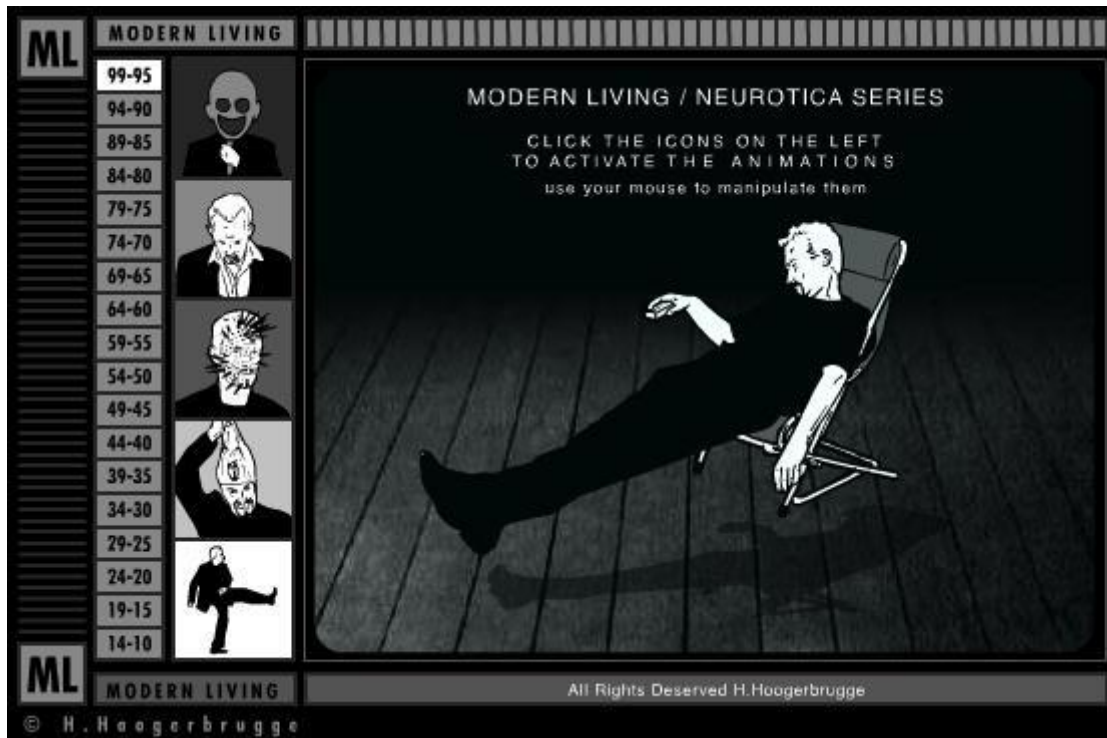 ML
MODERN LIVING
99-95
94-90
89-85
84-80
79-75
74-70
69-65
64-60
59-55
54-50
49-45
44-40
39-35
34-30
29-25
24-20
19-15
14-10
MODERN LIVING / NEUROTICA SERIES
CLICK THE ICONS ON THE LEFT
TO ACTIVATE THE ANIMATIONS
use your mouse to manipulate them
ML
MODERN LIVING
All Rights Deserved H.Hoogerbrugge
© H.Hoogerbrugge